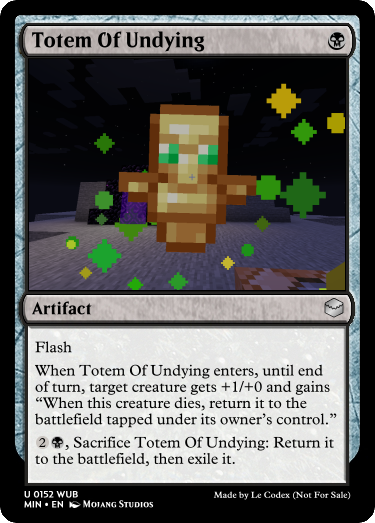 Totem Of Undying
Artifact
Flash
When Totem Of Undying enters, until end
of turn, target creature gets +1/+0 and gains
“When this creature dies, return it to the
battlefield tapped under its owner’s control.”
2, Sacrifice Totem Of Undying: Return it
to the battlefield, then exile it.
U 0152 WUB
MIN • EN Mojang Studios
Made by Le Codex (Not For Sale)